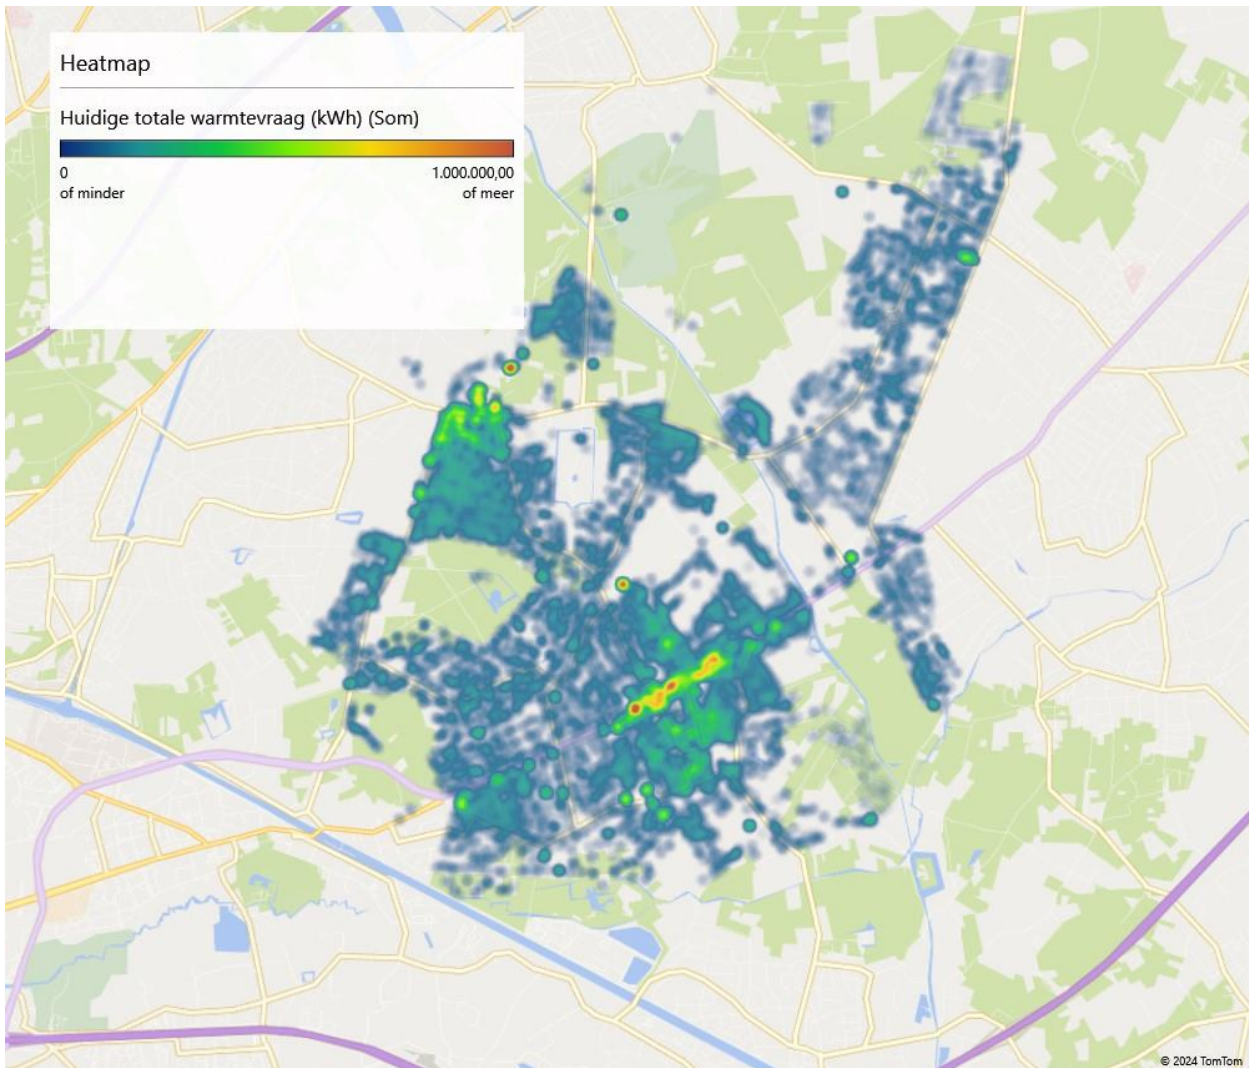 Heatmap
Huidige totale warmtevraag (kWh) (Som)
0
of minder
1.000.000,00
of meer
© 2024 TomTom